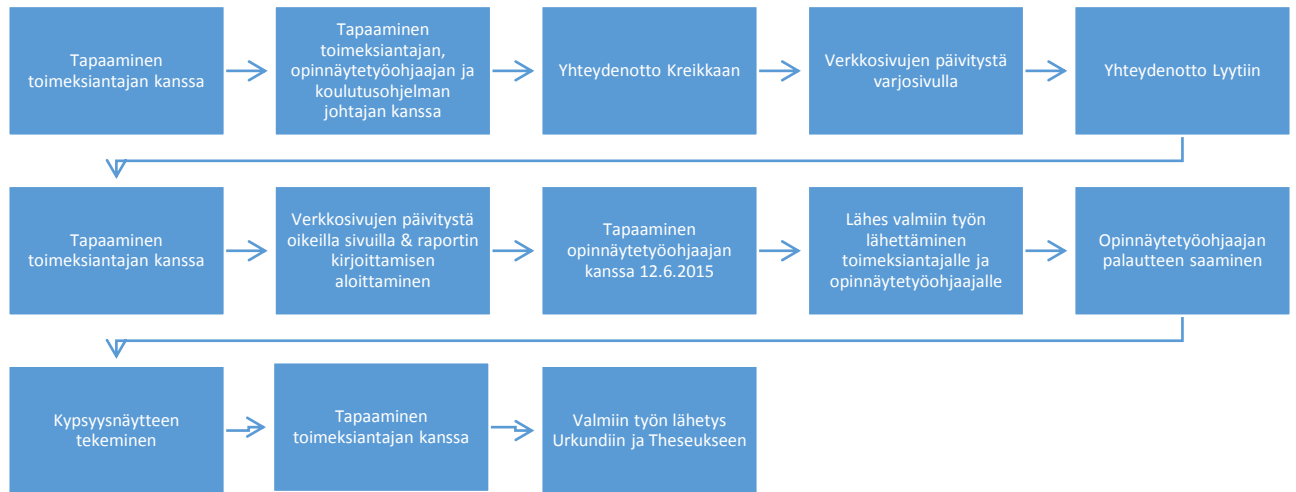 Tapaaminen
toimeksiantajan kanssa
Tapaaminen
toimeksiantajan,
opinnäytetyöohjaajan ja
koulutusohjelman
johtajan kanssa
Yhteydenotto Kreikkaan
Verkkosivujen päivitystä
varjosivulla
Yhteydenotto Lyytiin
Tapaaminen
toimeksiantajan kanssa
Verkkosivujen päivitystä
oikeilla sivuilla & raportin
kirjoittamisen
aloittaminen
Tapaaminen
opinnäytetyöohjaajan
kanssa 12.6.2015
Lähes valmiin työn
lähettäminen
toimeksiantajalle ja
opinnäytetyöohjaajalle
Opinnäytetyöohjaajan
palautteen saaminen
Kypsyysnäytteen
tekeminen
Tapaaminen
toimeksiantajan kanssa
Valmiin työn lähetys
Urkundiin ja Theseukseen